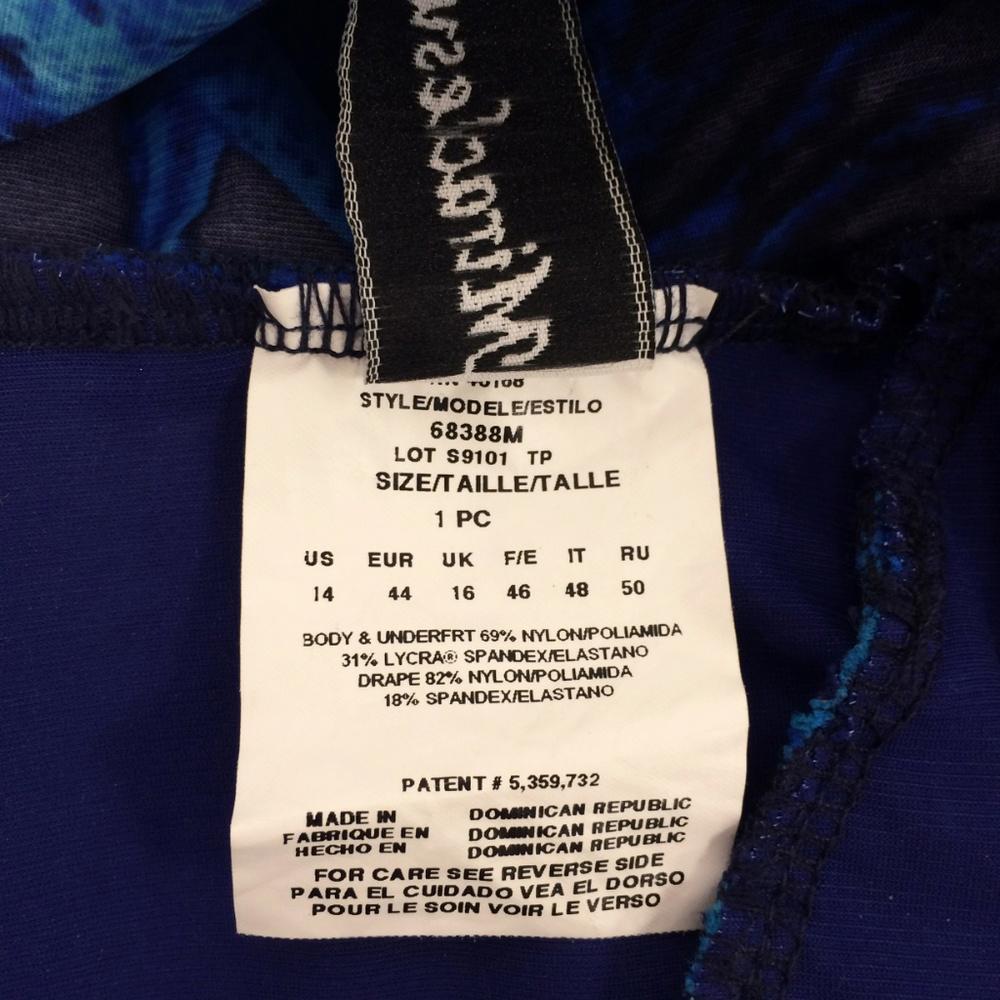 Miraclesu
STYLE/MODELE/ESTILO
68388M
LOT S9101 TP
SIZE/TAILLE/TALLE
1 PC
US EUR UK F/E IT RU
14 44 16 46 48 50
BODY & UNDERFRT 69% NYLON/POLIAMIDA
31% LYCRA® SPANDEX/ELASTANO
DRAPE 82% NYLON/POLIAMIDA
18% SPANDEX/ELASTANO
PATENT # 5,359,732
MADE IN DOMINICAN REPUBLIC
FABRIQUE EN DOMINICAN REPUBLIC
HECHO EN DOMINICAN REPUBLIC
FOR CARE SEE REVERSE SIDE
PARA EL CUIDADO VEA EL DORSO
POUR LE SOIN VOIR LE VERSO